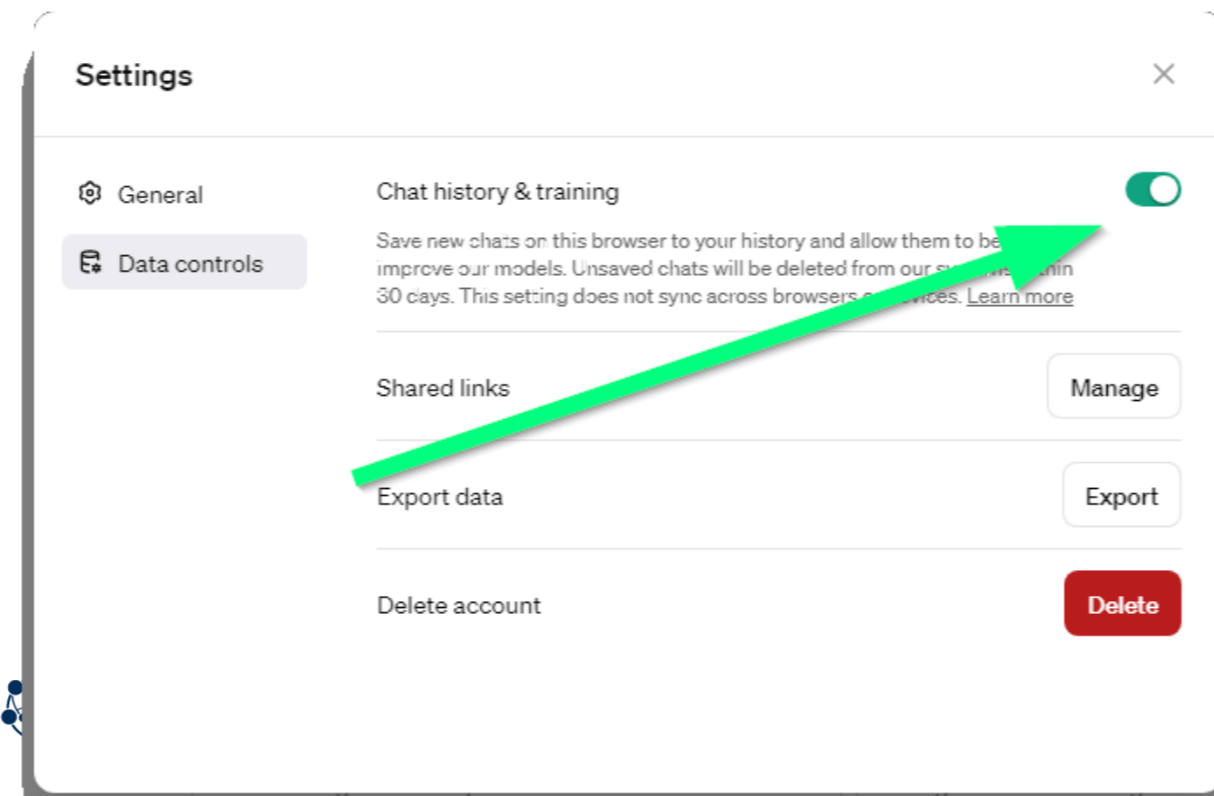 Settings
General
Data controls
Chat history & training
Save new chats on this browser to your history and allow them to be
improve our models. Unsaved chats will be deleted from our
30 days. This setting does not sync across browsers Learn more
Shared links
Manage
Export data
Export
Delete account
Delete